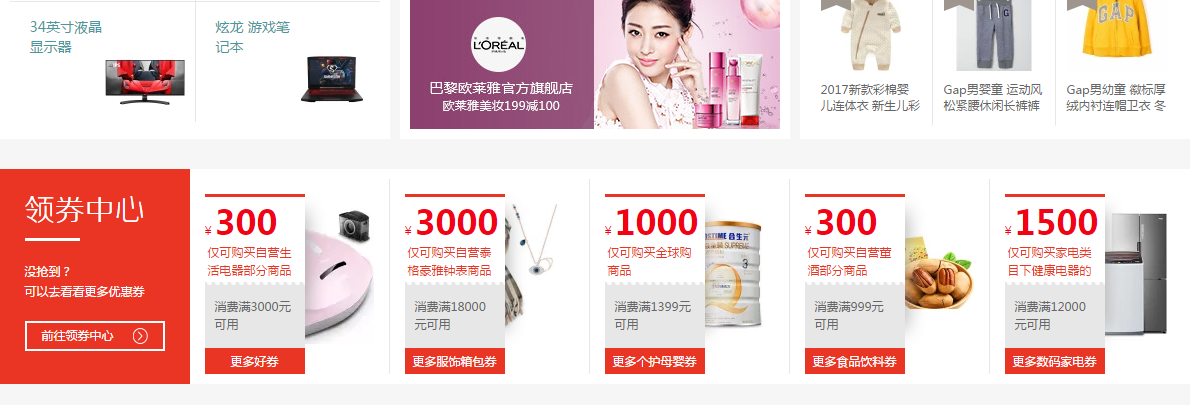 34英寸液晶
显示器
炫龙 游戏笔
记本
L'ORÉAL
PARIS
巴黎欧莱雅官方旗舰店
欧莱雅美妆199减100
GAP
2017新款彩棉婴
儿连体衣 新生儿彩
Gap男婴童 运动风
松紧腰休闲长裤裤
Gap男幼童 徽标厚
绒内衬连帽卫衣 冬
领券中心
没抢到？
可以去看看更多优惠券
前往领券中心
¥ 300
仅可购买自营生
活电器部分商品
消费满3000元
可用
更多好券
¥ 3000
仅可购买自营泰
格豪雅钟表商品
消费满18000
元可用
更多服饰箱包券
¥ 1000
仅可购买全球购
商品
消费满1399元
可用
更多个护母婴券
合生元
SUPREME
¥ 300
仅可购买自营董
酒部分商品
消费满999元
可用
更多食品饮料券
¥ 1500
仅可购买家电类
目下健康电器的
消费满12000
元可用
更多数码家电券